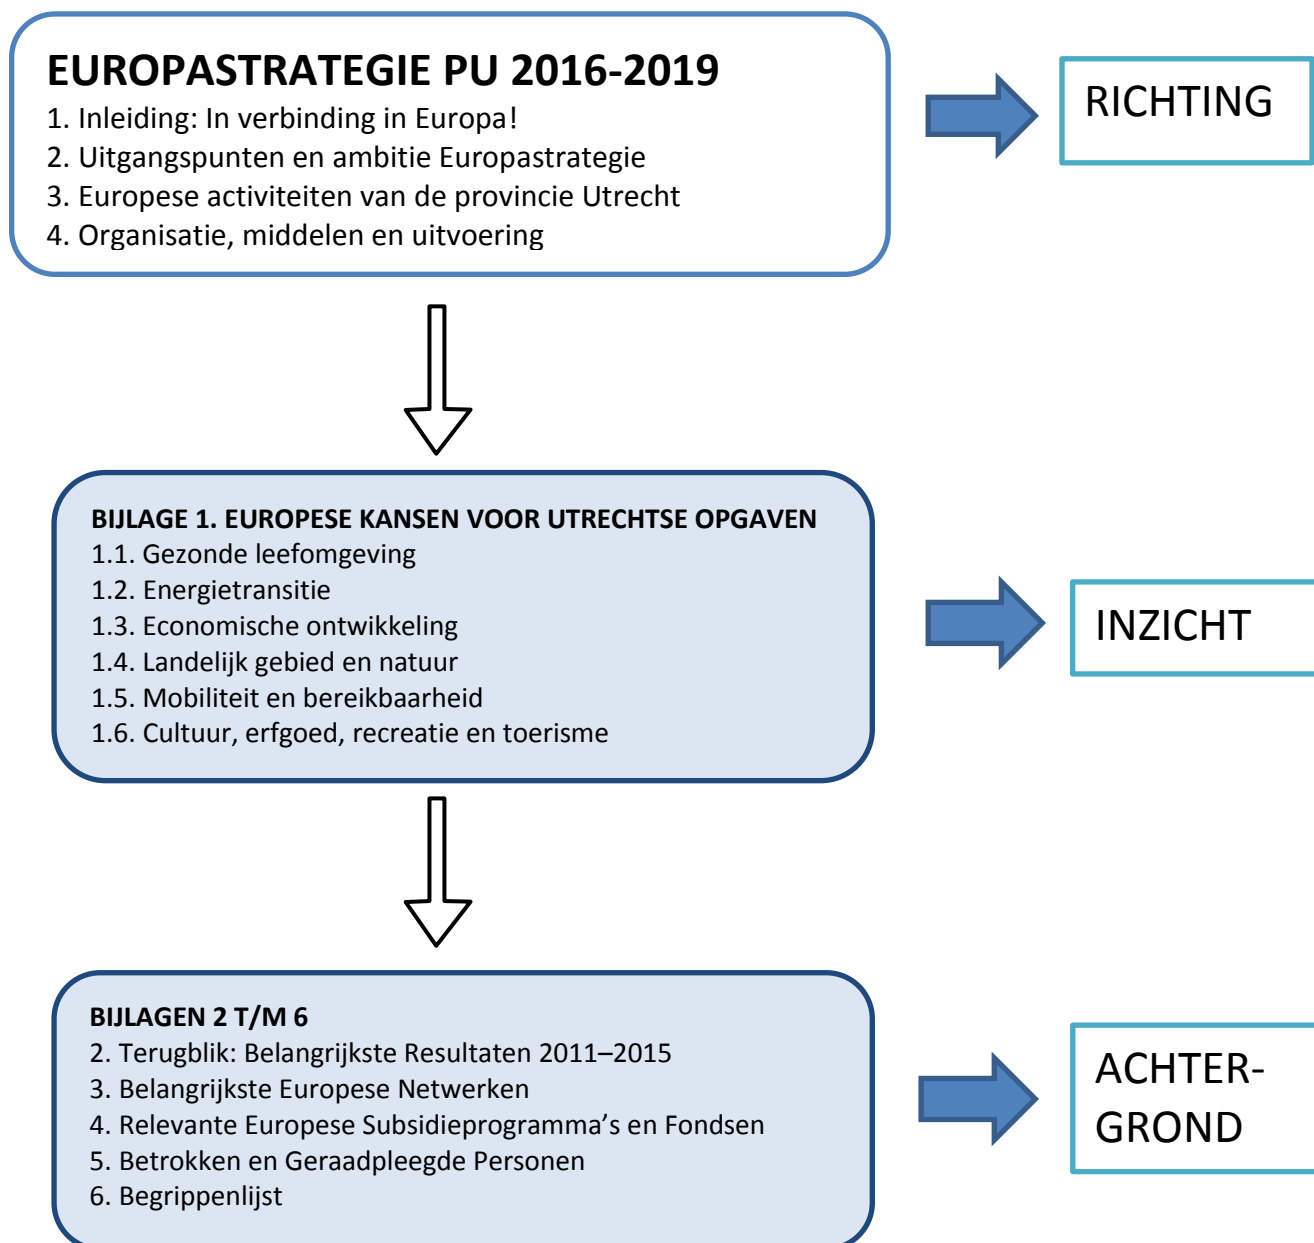 EUROPASTRATEGIE PU 2016-2019
1. Inleiding: In verbinding in Europa!
2. Uitgangspunten en ambitie Europastrategie
3. Europese activiteiten van de provincie Utrecht
4. Organisatie, middelen en uitvoering
RICHTING
BIJLAGE 1. EUROPESE KANSEN VOOR UTRECHTSE OPGAVEN
1.1. Gezonde leefomgeving
1.2. Energietransitie
1.3. Economische ontwikkeling
1.4. Landelijk gebied en natuur
1.5. Mobiliteit en bereikbaarheid
1.6. Cultuur, erfgoed, recreatie en toerisme
INZICHT
BIJLAGEN 2 T/M 6
2. Terugblik: Belangrijkste Resultaten 2011–2015
3. Belangrijkste Europese Netwerken
4. Relevante Europese Subsidieprogramma’s en Fondsen
5. Betrokken en Geraadpleegde Personen
6. Begrippenlijst
ACHTER-
GROND